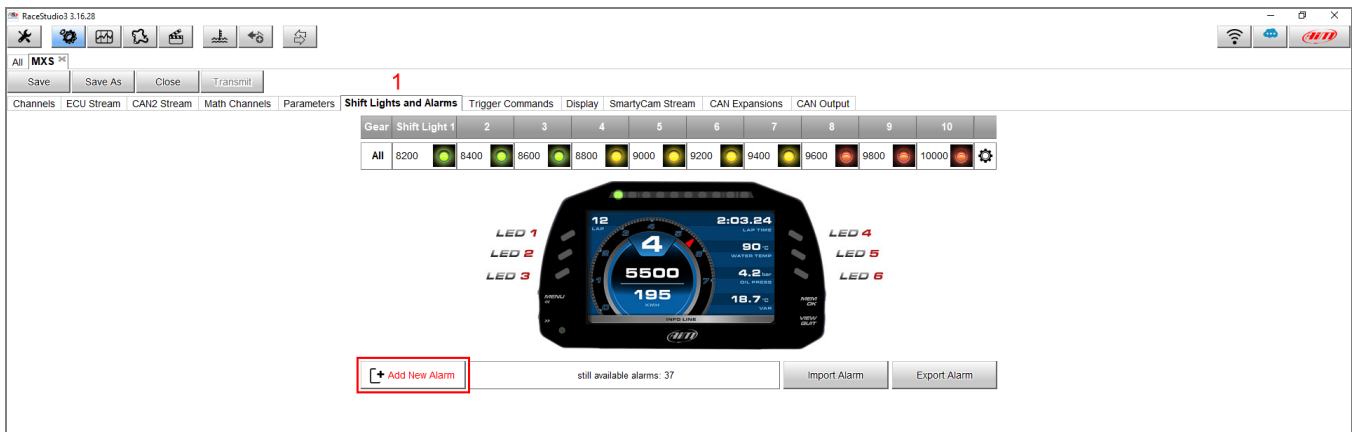 RaceStudio3 3.16.28
AiM
All MXS
Save Save As Close Transmit
1
Channels ECU Stream CAN2 Stream Math Channels Parameters Shift Lights and Alarms Trigger Commands Display SmartyCam Stream CAN Expansions CAN Output
Gear Shift Light 1 2 3 4 5 6 7 8 9 10
All 8200 8400 8600 8800 9000 9200 9400 9600 9800 10000
12 2:03.24
LAP LAP TIME
LED 1 LED 4
4 90 °C
WATER TEMP
LED 2 LED 5
5500 4.2 bar
OIL PRESS
LED 3 LED 6
195 18.7 °C
KMH VAR
MENU << MEM OK
INFO LINE
>> VIEW QUIT
AiM
Add New Alarm still available alarms: 37 Import Alarm Export Alarm